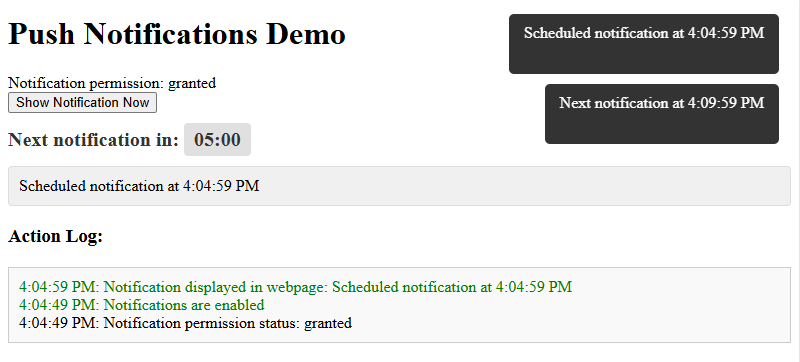 Push Notifications Demo
Scheduled notification at 4:04:59 PM
Next notification at 4:09:59 PM
Notification permission: granted
Show Notification Now
Next notification in: 05:00
Scheduled notification at 4:04:59 PM
Action Log:
4:04:59 PM: Notification displayed in webpage: Scheduled notification at 4:04:59 PM
4:04:49 PM: Notifications are enabled
4:04:49 PM: Notification permission status: granted